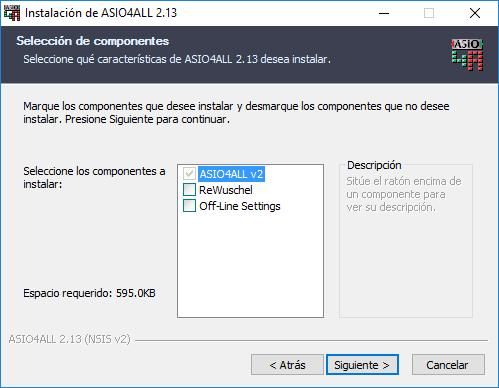 Instalación de ASIO4ALL 2.13
Selección de componentes
Seleccione qué características de ASIO4ALL 2.13 desea instalar.
ASIO
Marque los componentes que desee instalar y desmarque los componentes que no desee
instalar. Presione Siguiente para continuar.
Seleccione los componentes a
instalar:
ASIO4ALL v2
ReWuschel
Off-Line Settings
Descripción
Sitúe el ratón encima de
un componente para
ver su descripción.
Espacio requerido: 595.0KB
ASIO4ALL 2.13 (NSIS v2)
< Atrás
Siguiente >
Cancelar